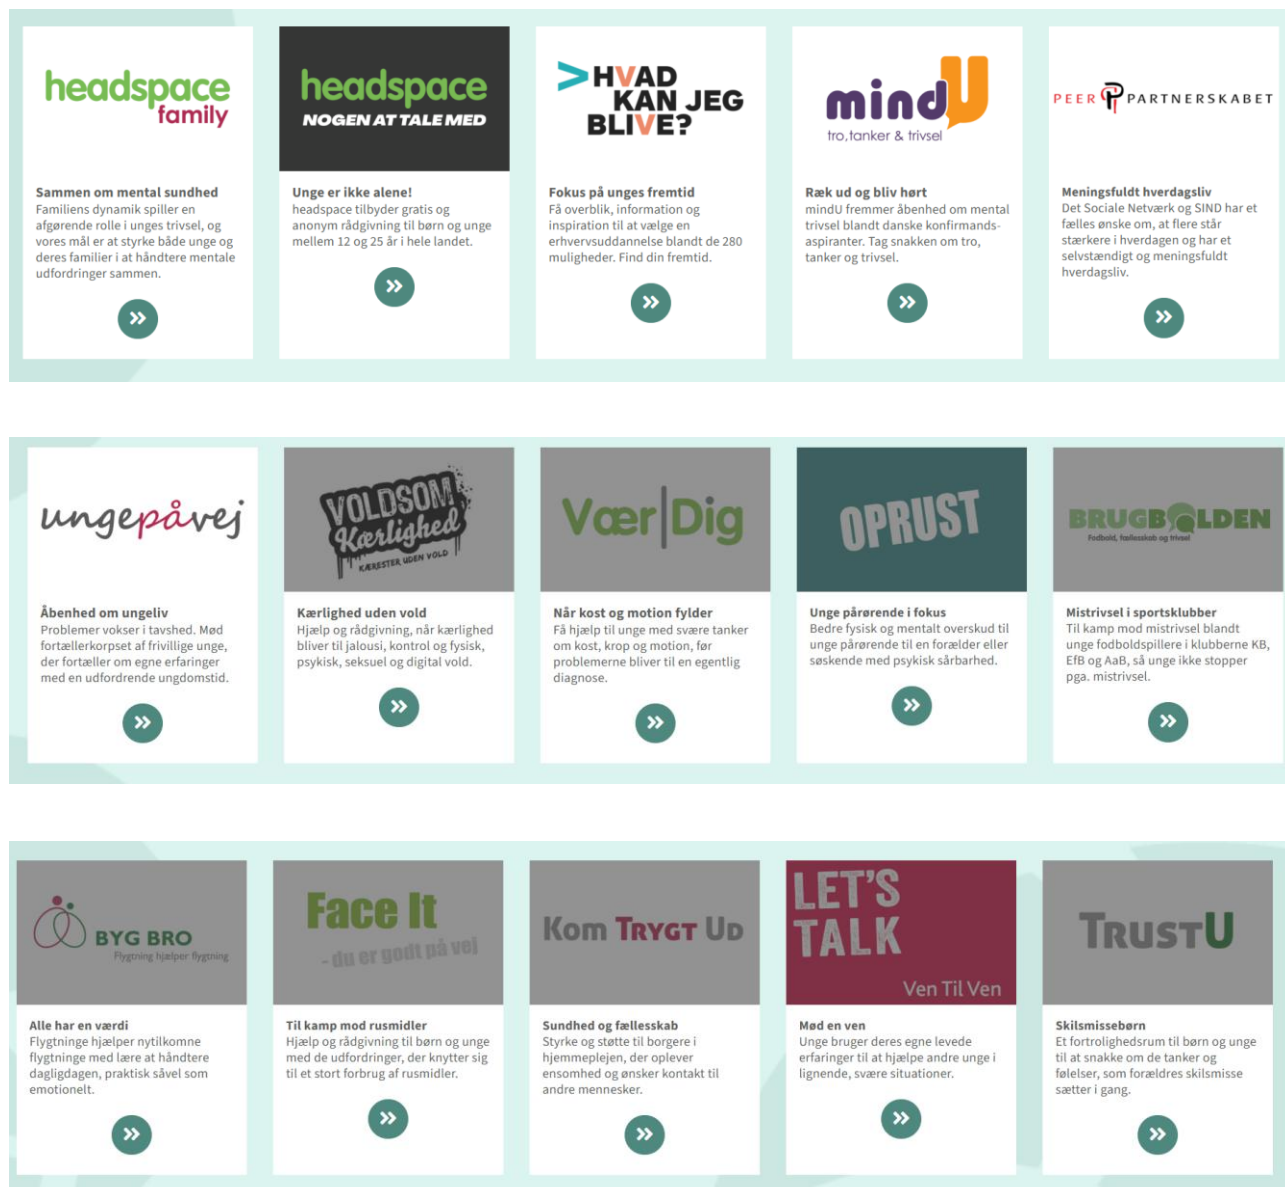 headspace
family
Sammen om mental sundhed
Familiens dynamik spiller en
afgørende rolle i unges trivsel, og
vores mål er at styrke både unge og
deres familier i at håndtere mentale
udfordringer sammen.
headspace
NOGEN AT TALE MED
Unge er ikke alene!
headspace tilbyder gratis og
anonym rådgivning til børn og unge
mellem 12 og 25 år i hele landet.
HVAD
KAN JEG
BLIVE?
Fokus på unges fremtid
Få overblik, information og
inspiration til at vælge en
erhvervsuddannelse blandt de 280
muligheder. Find din fremtid.
mindU
tro, tanker & trivsel
Ræk ud og bliv hørt
mindU fremmer åbenhed om mental
trivsel blandt danske konfirmands-
aspiranter. Tag snakken om tro,
tanker og trivsel.
PEER PARTNERSKABET
Meningsfuldt hverdagsliv
Det Sociale Netværk og SIND har et
fælles ønske om, at flere står
stærkere i hverdagen og har et
selvstændigt og meningsfuldt
hverdagsliv.
ungepåvej
Åbenhed om ungeliv
Problemer vokser i tavshed. Mød
fortællerkorpset af frivillige unge,
der fortæller om egne erfaringer
med en udfordrende ungdomstid.
VOLDSOM
Kærlighed
KÆRESTER UDEN VOLD
Kærlighed uden vold
Hjælp og rådgivning, når kærlighed
bliver til jalousi, kontrol og fysisk,
psykisk, seksuel og digital vold.
Vær|Dig
Når kost og motion fylder
Få hjælp til unge med svære tanker
om kost, krop og motion, før
problemerne bliver til en egentlig
diagnose.
OPRUST
Unge pårørende i fokus
Bedre fysisk og mentalt overskud til
unge pårørende til en forælder eller
søskende med psykisk sårbarhed.
BRUGBOLDEN
Fodbold, fællesskab og trivsel
Mistrivsel i sportsklubber
Til kamp mod mistrivsel blandt
unge fodboldspillere i klubberne KB,
EfB og AaB, så unge ikke stopper
pga. mistrivsel.
BYG BRO
Flygtning hjælper flygtning
Alle har en værdi
Flygtninge hjælper nytilkomne
flygtninge med lære at håndtere
dagligdagen, praktisk såvel som
emotionelt.
Face It
- du er godt på vej
Til kamp mod rusmidler
Hjælp og rådgivning til børn og unge
med de udfordringer, der knytter sig
til et stort forbrug af rusmidler.
KOM TRYGT UD
Sundhed og fællesskab
Styrke og støtte til borgere i
hjemmeplejen, der oplever
ensomhed og ønsker kontakt til
andre mennesker.
LET'S
TALK
Ven Til Ven
Mød en ven
Unge bruger deres egne levede
erfaringer til at hjælpe andre unge i
lignende, svære situationer.
TRUSTU
Skilsmissebørn
Et fortrolighedsrum til børn og unge
til at snakke om de tanker og
følelser, som forældres skilsmisse
sætter i gang.